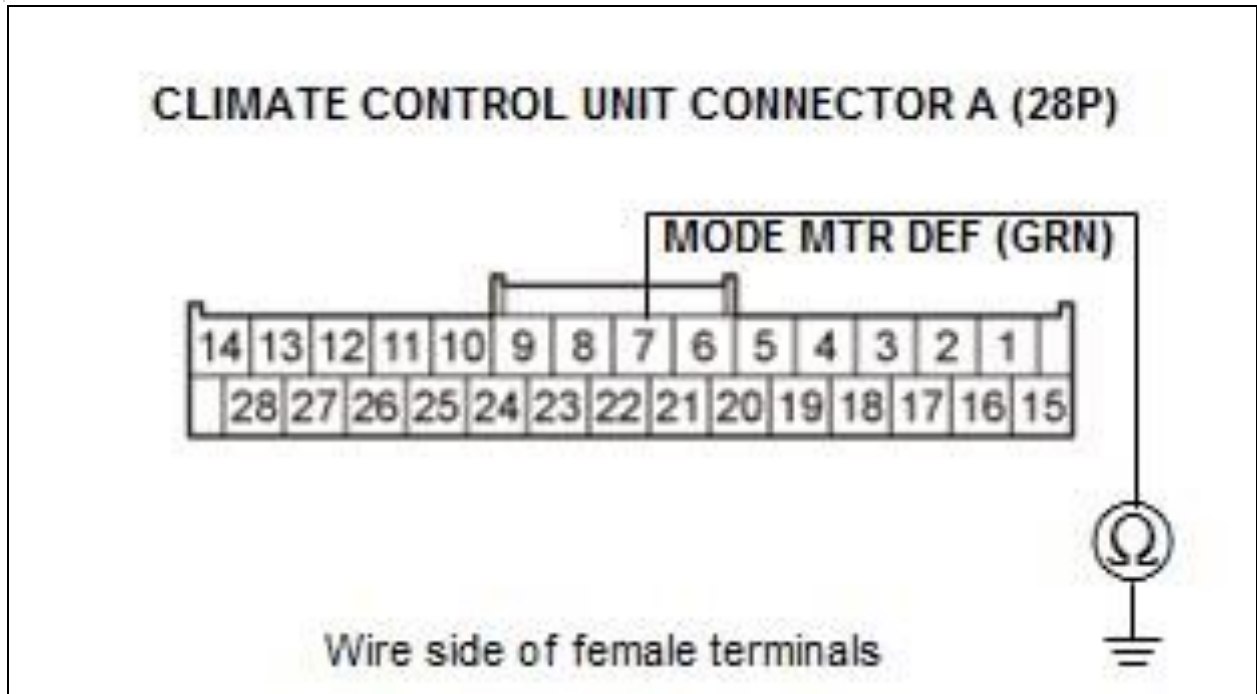 CLIMATE CONTROL UNIT CONNECTOR A (28P)
MODE MTR DEF (GRN)
14 13 12 11 10 9 8 7 6 5 4 3 2 1
28 27 26 25 24 23 22 21 20 19 18 17 16 15
Ω
Wire side of female terminals